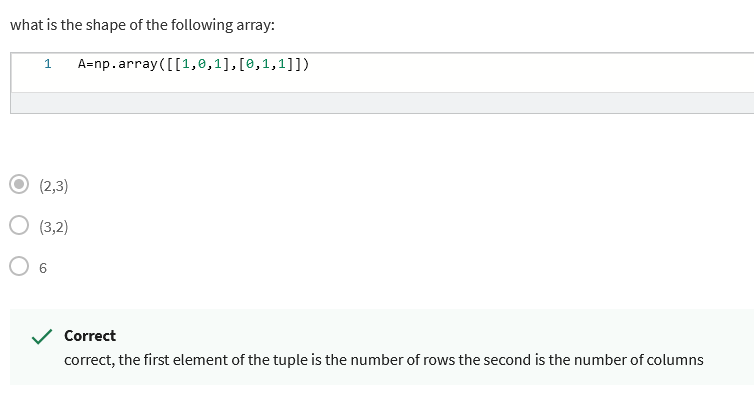 what is the shape of the following array:
1 A=np.array([[1,0,1],[0,1,1]])
(2,3)
(3,2)
6
Correct
correct, the first element of the tuple is the number of rows the second is the number of columns